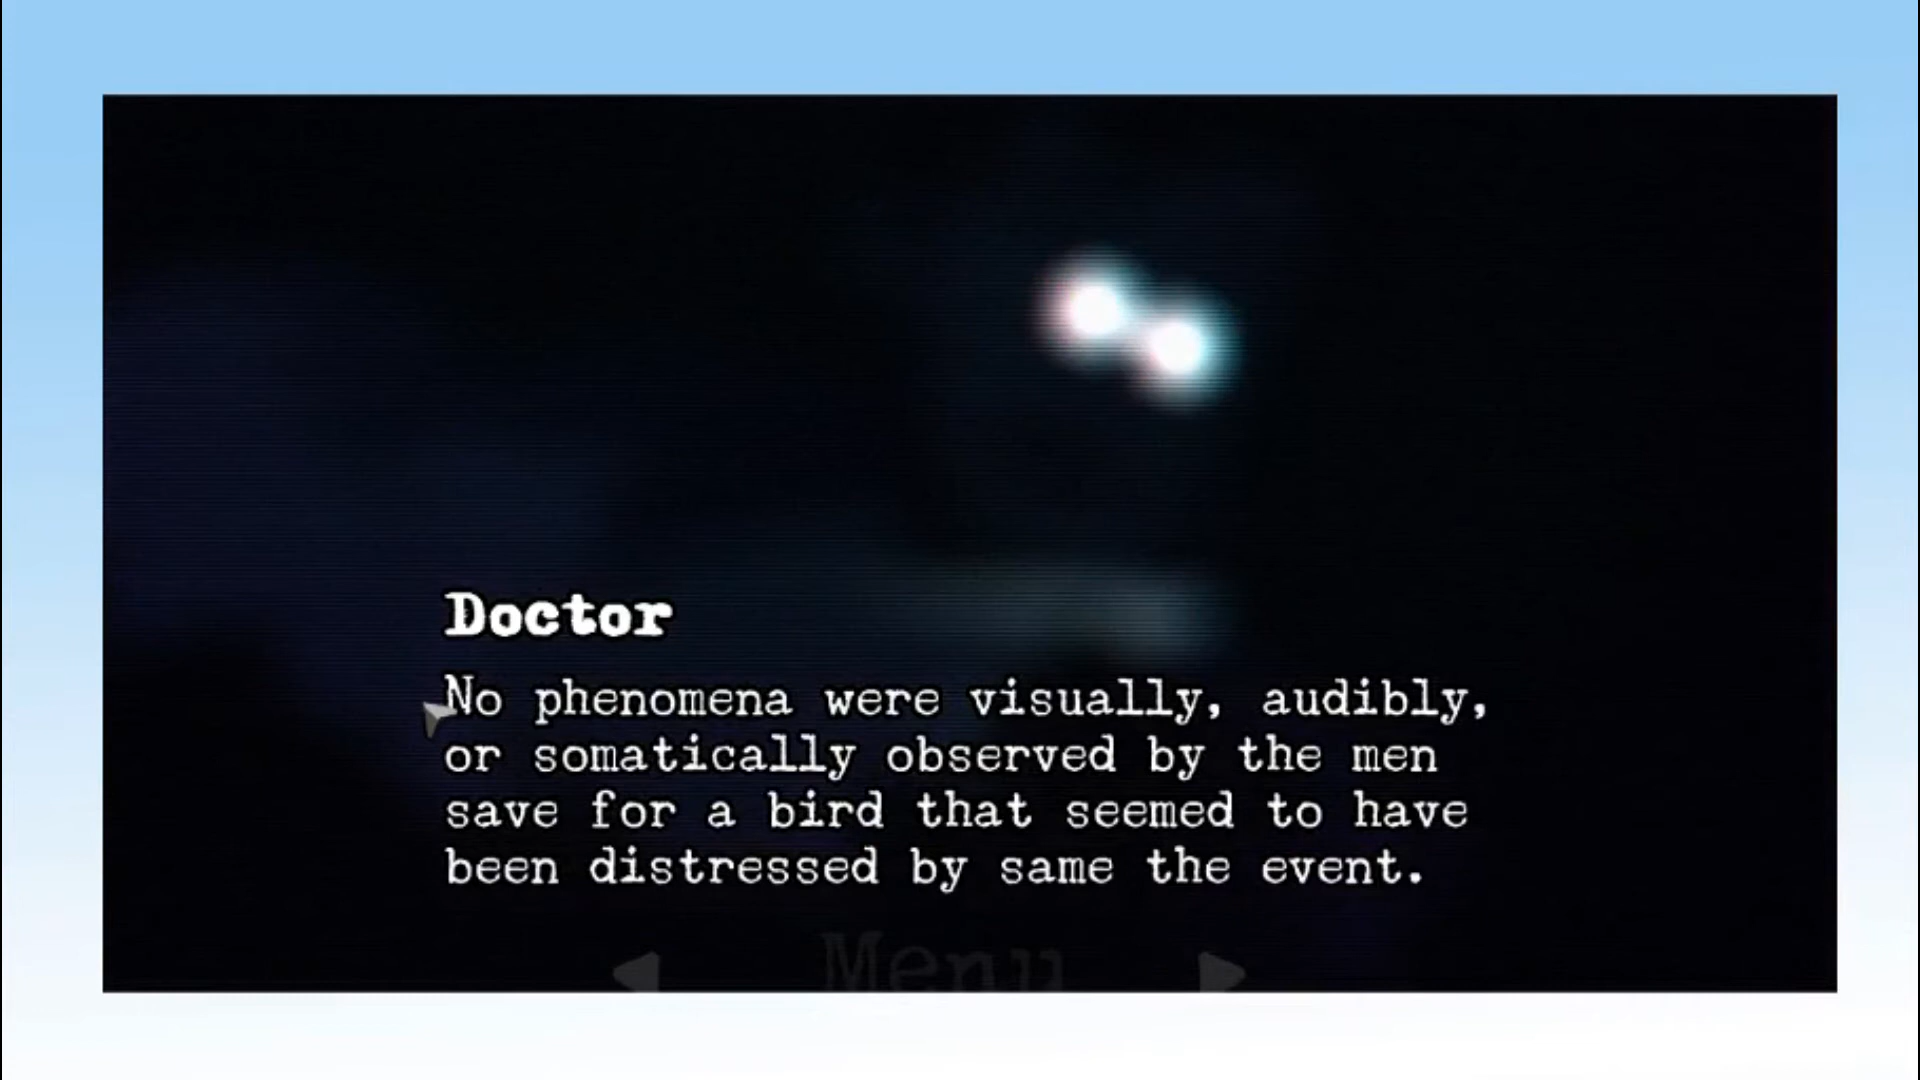 Doctor
No phenomena were visually, audibly,
or somatically observed by the men
save for a bird that seemed to have
been distressed by same the event.
Menu